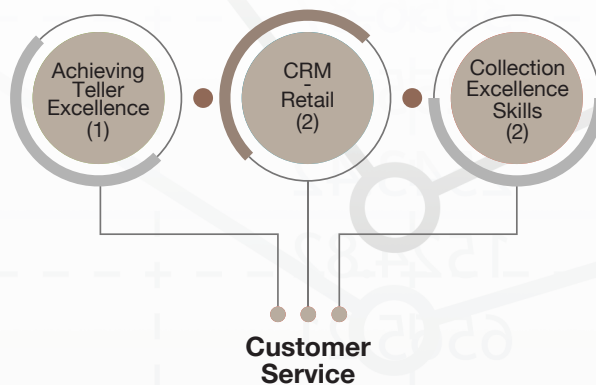 Achieving
Teller
Excellence
(1)
CRM
-
Retail
(2)
Collection
Excellence
Skills
(2)
Customer
Service